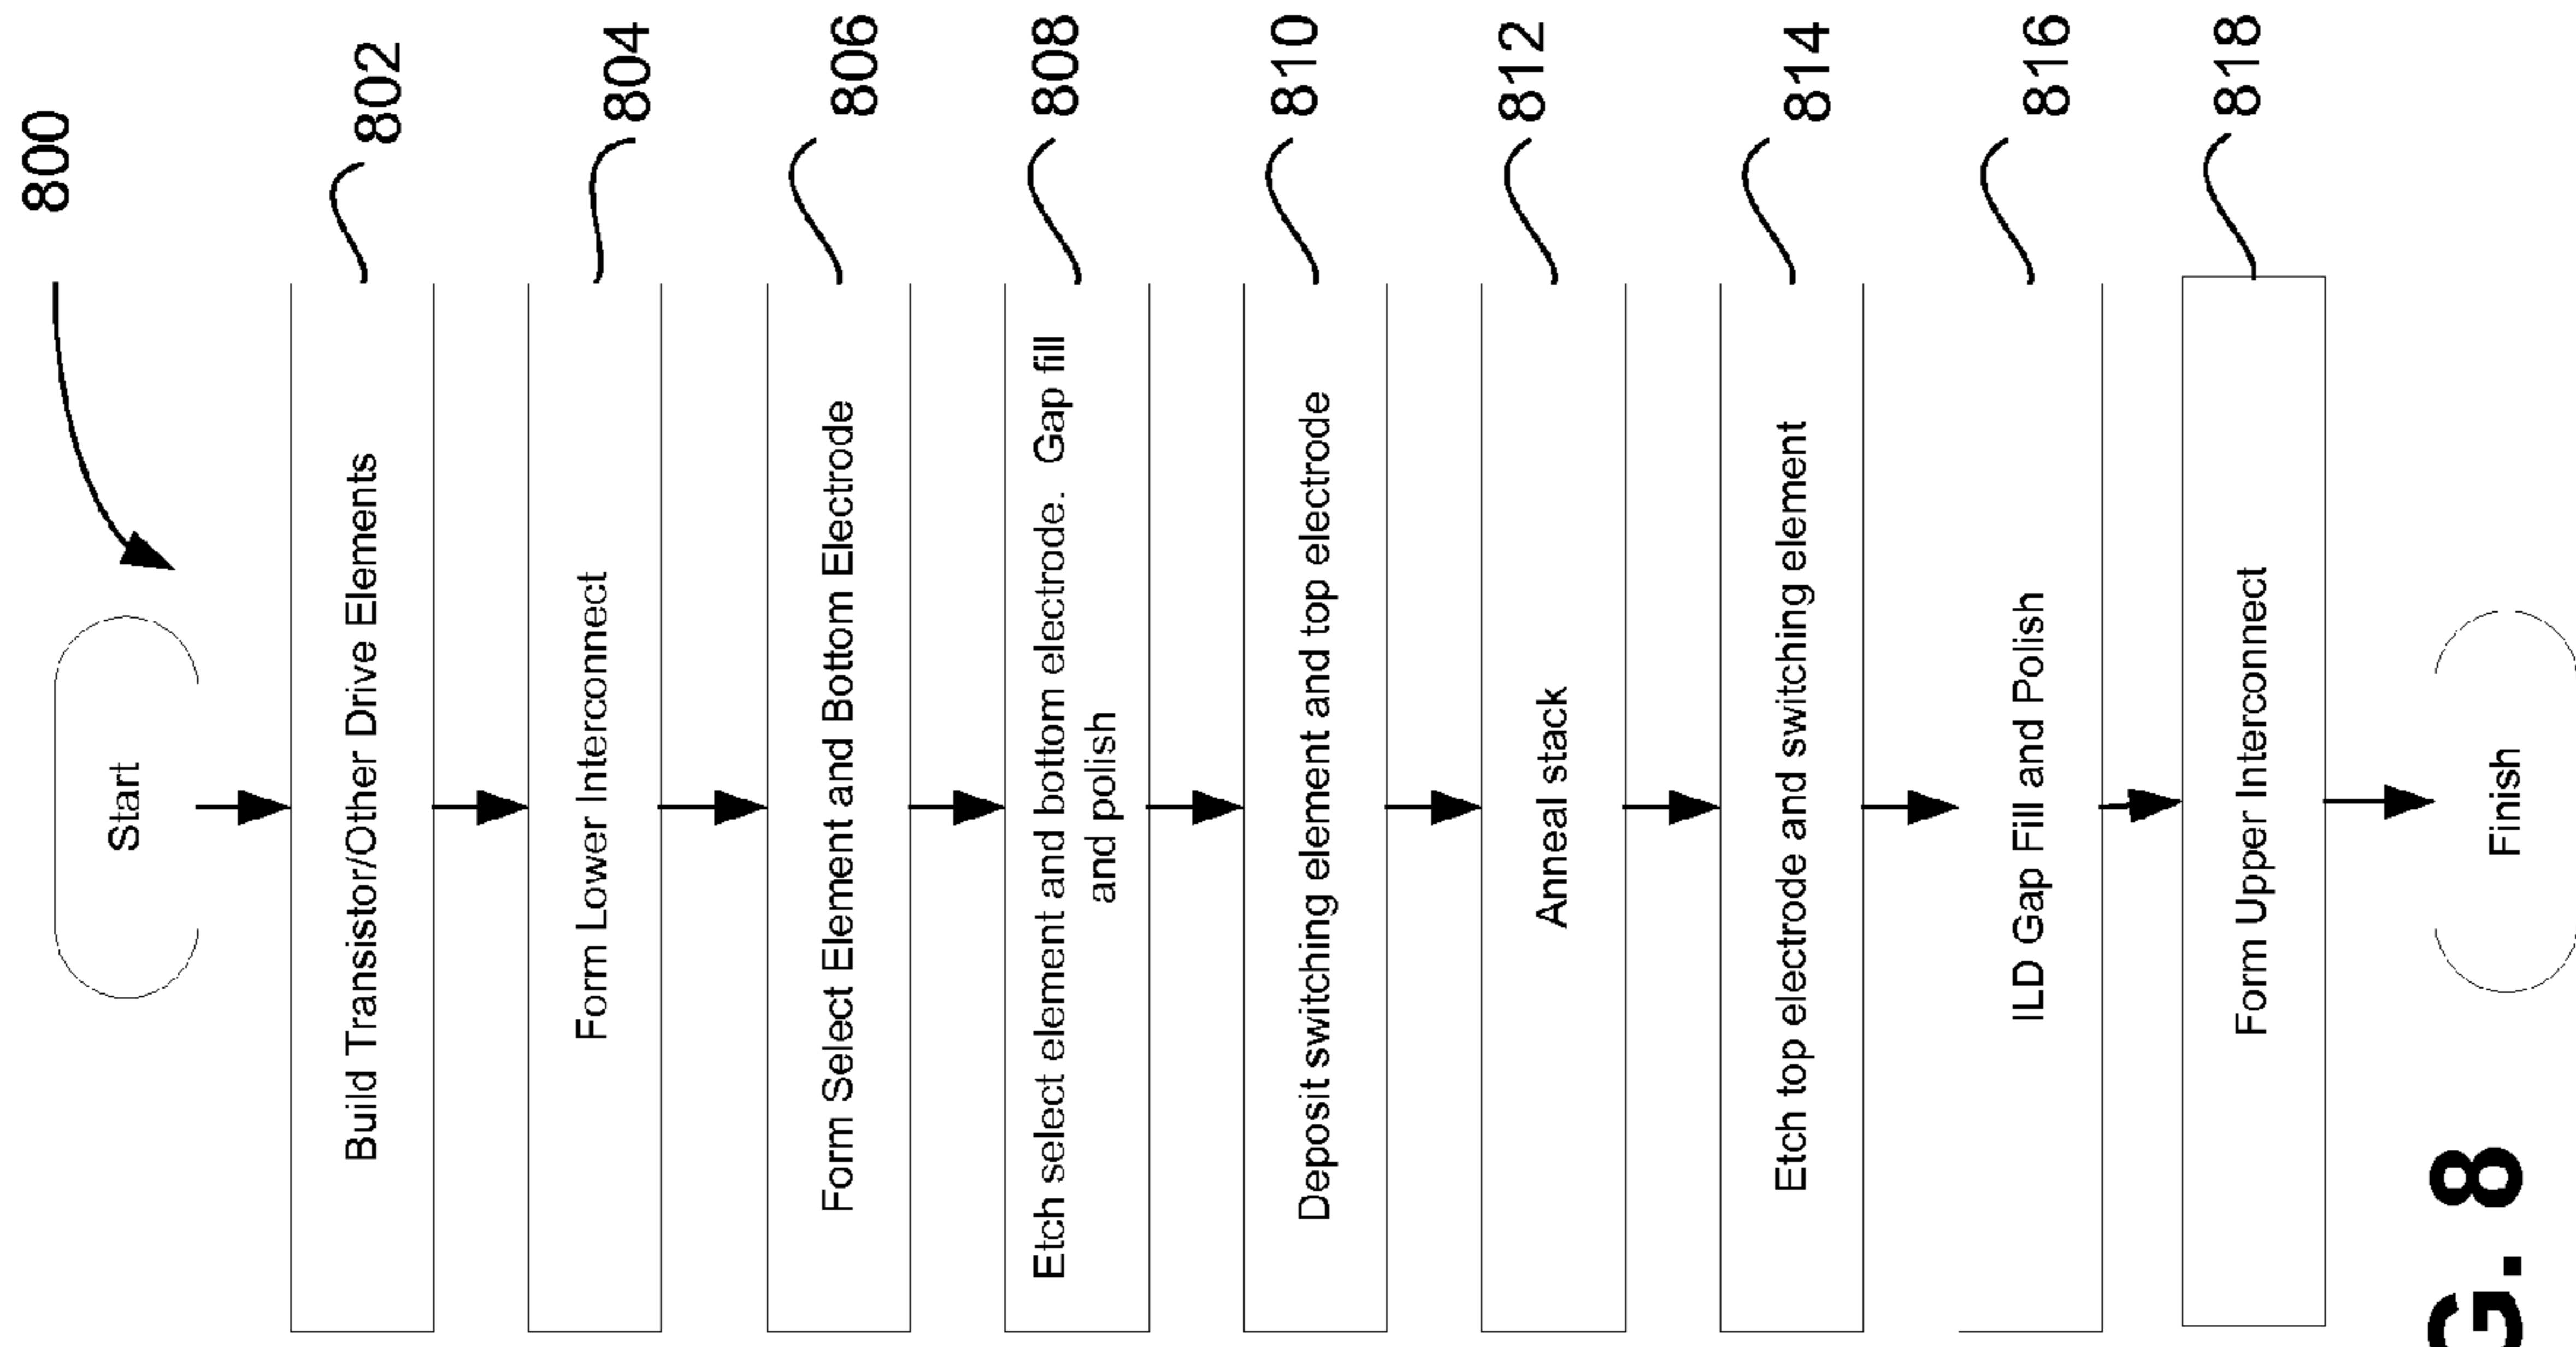 800
Start
Build Transistor/Other Drive Elements
802
Form Lower Interconnect
804
Form Select Element and Bottom Electrode
806
Etch select element and bottom electrode.  Gap fill
and polish
808
Deposit switching element and top electrode
810
Anneal stack
812
Etch top electrode and switching element
814
ILD Gap Fill and Polish
816
Form Upper Interconnect
818
Finish
G. 8